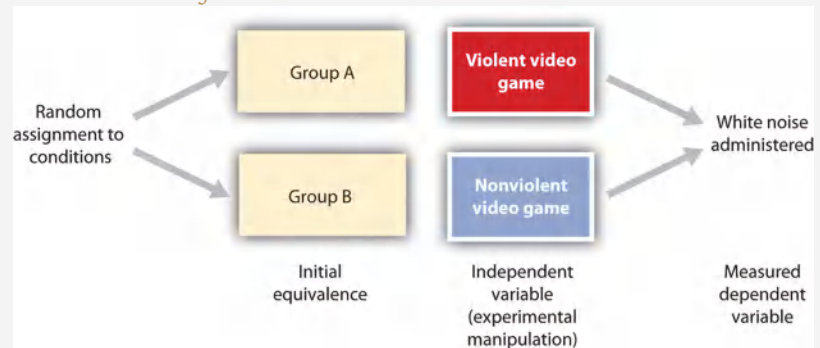 Random
assignment to
conditions
Group A
Group B
Violent video
game
Nonviolent
video game
White noise
administered
Initial
equivalence
Independent
variable
(experimental
manipulation)
Measured
dependent
variable